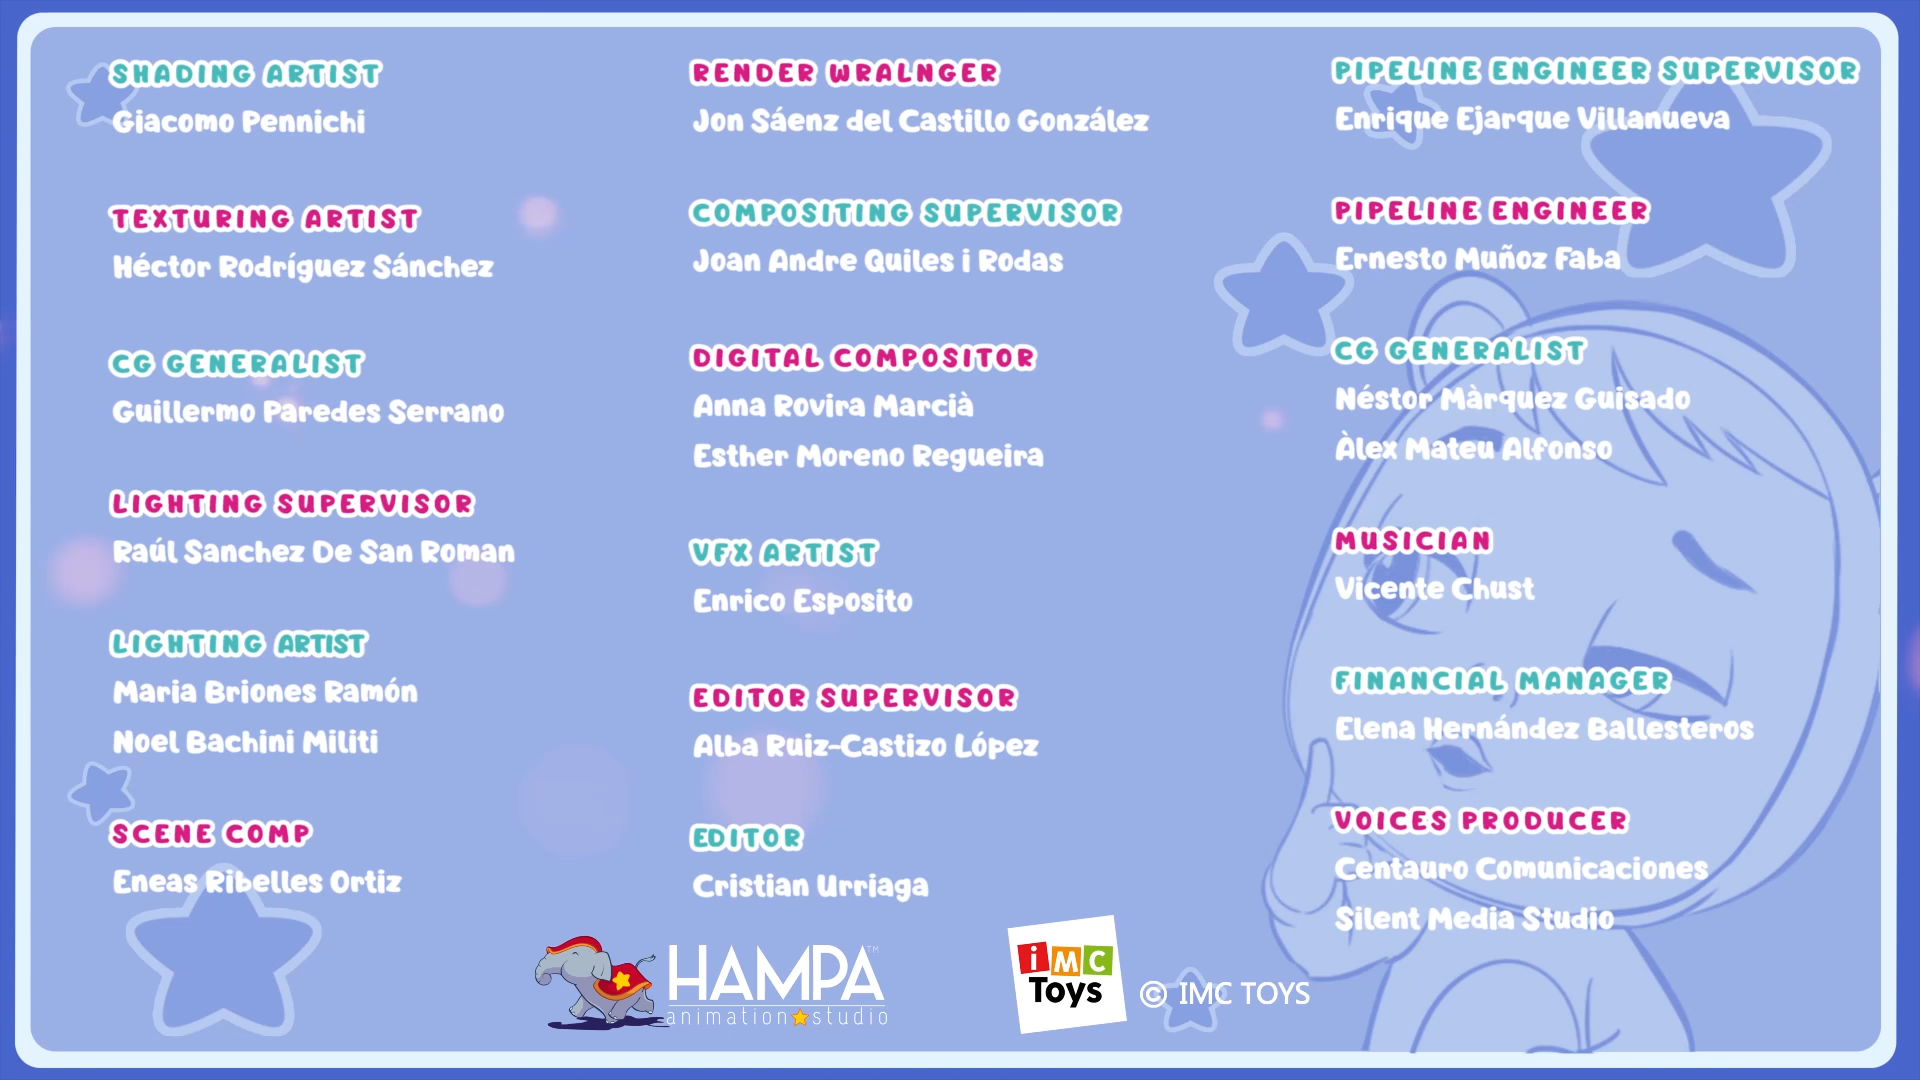 SHADING ARTIST
Giacomo Pennichi
TEXTURING ARTIST
Héctor Rodríguez Sánchez
CG GENERALIST
Guillermo Paredes Serrano
LIGHTING SUPERVISOR
Raúl Sanchez De San Roman
LIGHTING ARTIST
Maria Briones Ramón
Noel Bachini Militi
SCENE COMP
Eneas Ribelles Ortiz
RENDER WRALNGER
Jon Sáenz del Castillo González
COMPOSITING SUPERVISOR
Joan Andre Quiles i Rodas
DIGITAL COMPOSITOR
Anna Rovira Marcià
Esther Moreno Regueira
VFX ARTIST
Enrico Esposito
EDITOR SUPERVISOR
Alba Ruiz-Castizo López
EDITOR
Cristian Urriaga
PIPELINE ENGINEER SUPERVISOR
Enrique Ejarque Villanueva
PIPELINE ENGINEER
Ernesto Muñoz Faba
CG GENERALIST
Néstor Màrquez Guisado
Àlex Mateu Alfonso
MUSICIAN
Vicente Chust
FINANCIAL MANAGER
Elena Hernández Ballesteros
VOICES PRODUCER
Centauro Comunicaciones
Silent Media Studio
HAMPA™
animation studio
iMC
Toys
© IMC TOYS